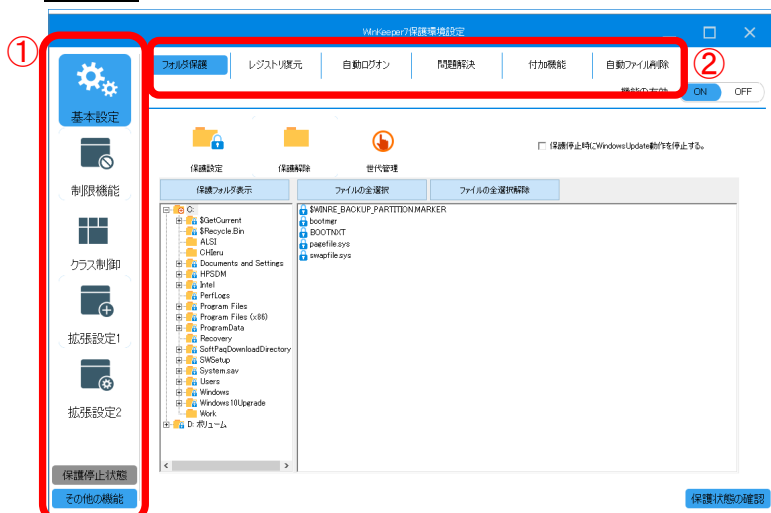 WinKeeper7保護環境設定
①
②
フォルダ保護 レジストリ復元 自動ログオン 問題解決 付加機能 自動ファイル削除
機能の有効 ON OFF
基本設定
制限機能
クラス制御
拡張設定1
拡張設定2
保護停止状態
その他の機能
保護設定 保護解除 世代管理
保護停止時にWindowsUpdate動作を停止する。
保護フォルダ表示 ファイルの全選択 ファイルの全選択解除
C:
$GetCurrent
$Recycle.Bin
ALSI
CHIeru
Documents and Settings
HPSDM
Intel
PerfLogs
Program Files
Program Files (x86)
ProgramData
Recovery
SoftPaqDownloadDirectory
SWSetup
System.sav
Users
Windows
Windows10Upgrade
Work
D: ボリューム
$WINRE_BACKUP_PARTITION.MARKER
bootmgr
BOOTNXT
pagefile.sys
swapfile.sys
保護状態の確認